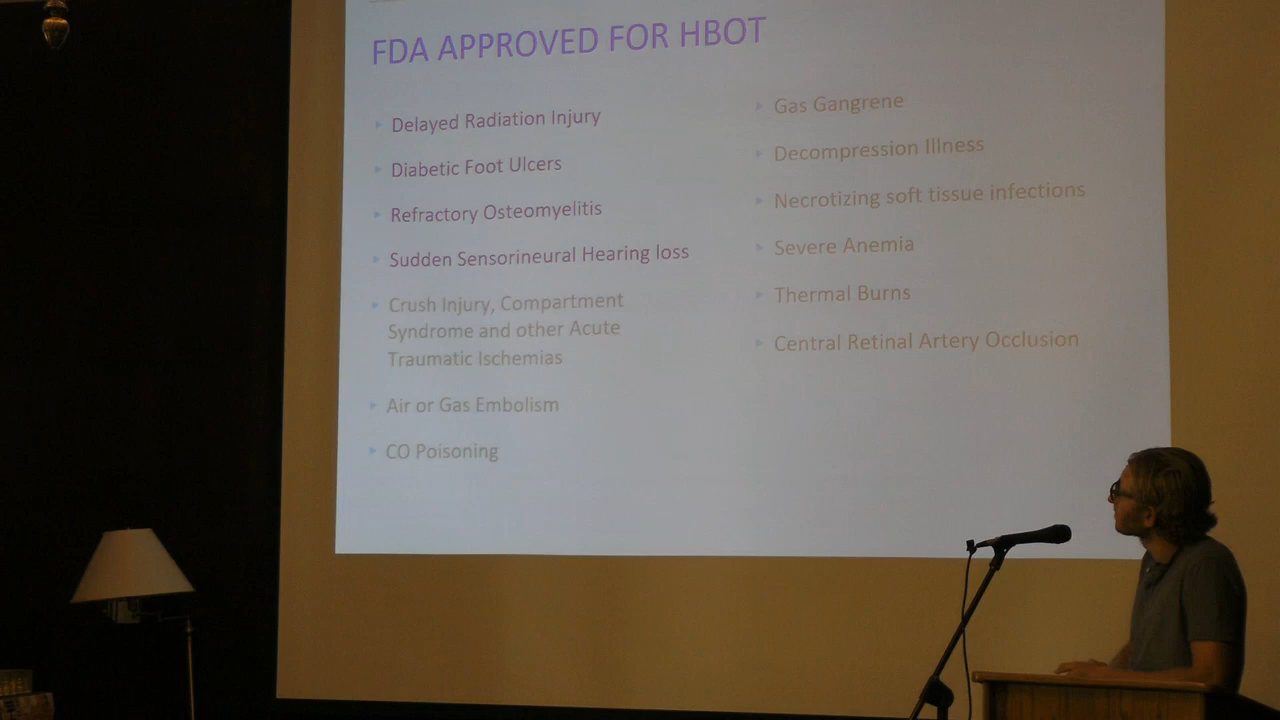 FDA APPROVED FOR HBOT
Delayed Radiation Injury
Diabetic Foot Ulcers
Refractory Osteomyelitis
Sudden Sensorineural Hearing loss
Crush Injury, Compartment
Syndrome and other Acute
Traumatic Ischemias
Air or Gas Embolism
CO Poisoning
Gas Gangrene
Decompression Illness
Necrotizing soft tissue infections
Severe Anemia
Thermal Burns
Central Retinal Artery Occlusion